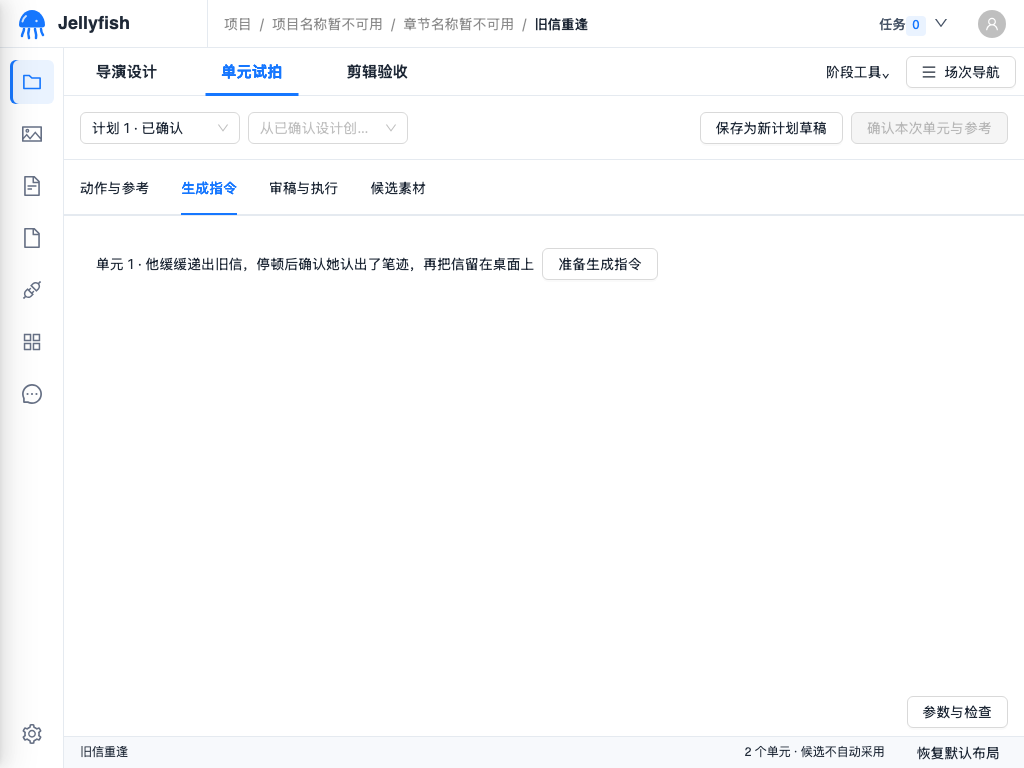 Jellyfish
项目 / 项目名称暂不可用 / 章节名称暂不可用 / 旧信重逢
任务 0
导演设计 单元试拍 剪辑验收
阶段工具 场次导航
计划 1 · 已确认 从已确认设计创...
保存为新计划草稿 确认本次单元与参考
动作与参考 生成指令 审稿与执行 候选素材
单元 1 · 他缓缓递出旧信，停顿后确认她认出了笔迹，再把信留在桌面上 准备生成指令
参数与检查
旧信重逢 2 个单元 · 候选不自动采用 恢复默认布局